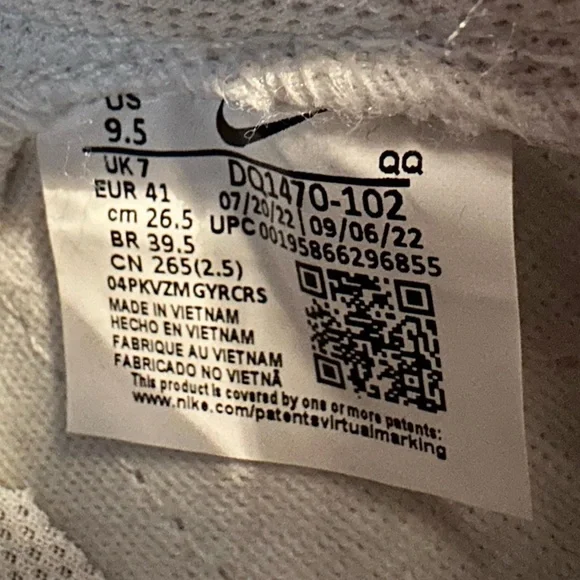 US
9.5
QQ
UK 7
DQ1470-102
EUR 41
07/20/22 | 09/06/22
cm 26.5
UPC 00195866296855
BR 39.5
CN 265(2.5)
04PKVZMGYRCRS
MADE IN VIETNAM
HECHO EN VIETNAM
FABRIQUE AU VIETNAM
FABRICADO NO VIETNÃ
This product is covered by one or more patents:
www.nike.com/patentsvirtualmarking